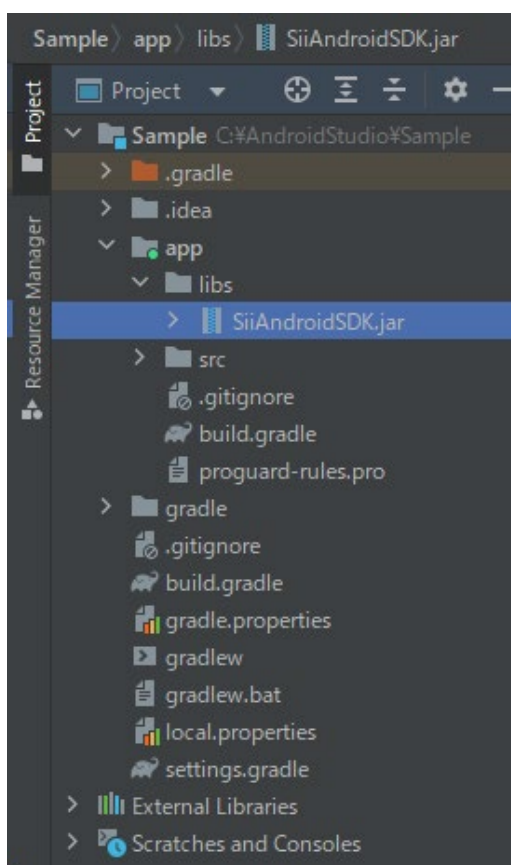 Sample 〉 app 〉 libs 〉 SiiAndroidSDK.jar
Project
Resource Manager
Project
Sample C:¥AndroidStudio¥Sample
.gradle
.idea
app
libs
SiiAndroidSDK.jar
src
.gitignore
build.gradle
proguard-rules.pro
gradle
.gitignore
build.gradle
gradle.properties
gradlew
gradlew.bat
local.properties
settings.gradle
External Libraries
Scratches and Consoles